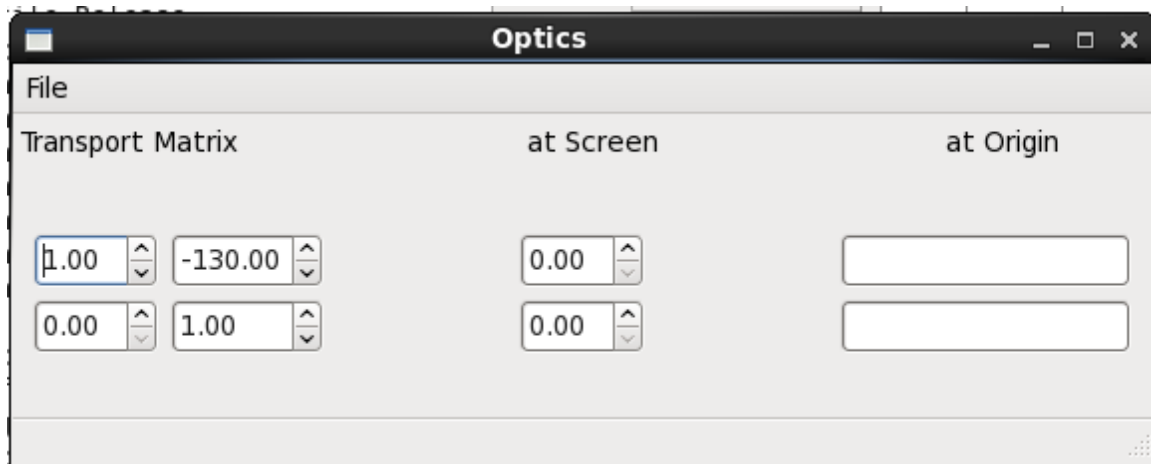 Optics
File
Transport Matrix at Screen at Origin
1.00 -130.00 0.00
0.00 1.00 0.00